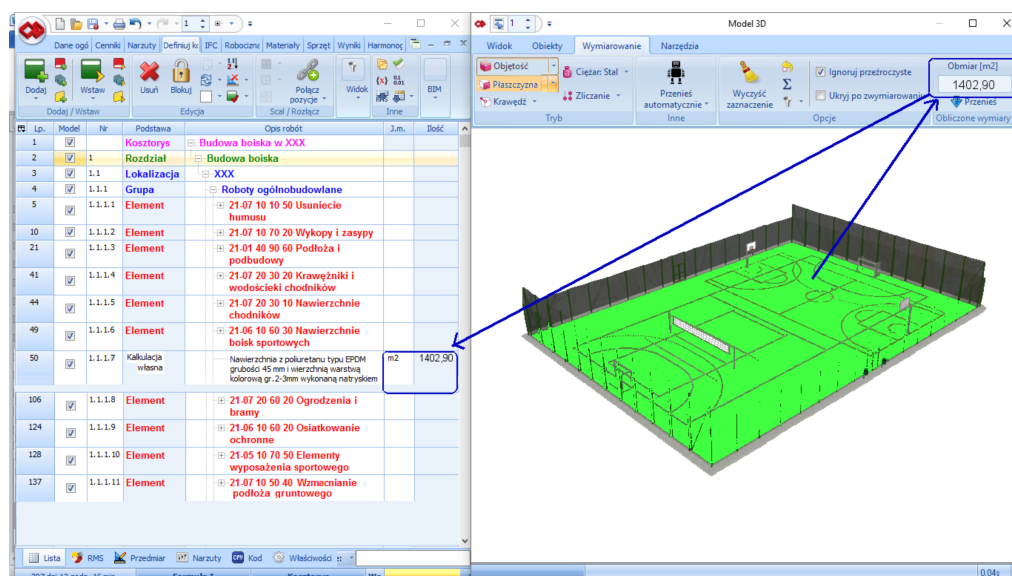 1
Dane ogó Cenniki Narzuty Definiuj kc IFC Robocizna Materiały Sprzęt Wyniki Harmonog
Dodaj
Wstaw
Usuń
Blokuj
Połącz
pozycje
Widok
BIM
Dodaj / Wstaw
Edycja
Scal / Rozłącz
Inne
Lp. Model Nr Podstawa Opis robót J.m. Ilość
1 Kosztorys Budowa boiska w XXX
2 1 Rozdział Budowa boiska
3 1.1 Lokalizacja XXX
4 1.1.1 Grupa Roboty ogólnobudowlane
5 1.1.1.1 Element 21-07 10 10 50 Usuniecie
humusu
10 1.1.1.2 Element 21-07 10 70 20 Wykopy i zasypy
21 1.1.1.3 Element 21-01 40 90 60 Podłoża i
podbudowy
41 1.1.1.4 Element 21-07 20 30 20 Krawężniki i
wodościeki chodników
44 1.1.1.5 Element 21-07 20 30 10 Nawierzchnie
chodników
49 1.1.1.6 Element 21-06 10 60 30 Nawierzchnie
boisk sportowych
50 1.1.1.7 Kalkulacja własna Nawierzchnia z poliuretanu typu EPDM m2 1402,90
grubości 45 mm i wierzchnią warstwą
kolorową gr.2-3mm wykonaną natryskiem
106 1.1.1.8 Element 21-07 20 60 20 Ogrodzenia i
bramy
124 1.1.1.9 Element 21-06 10 60 20 Osiatkowanie
ochronne
128 1.1.1.10 Element 21-05 10 70 50 Elementy
wyposażenia sportowego
137 1.1.1.11 Element 21-07 10 50 40 Wzmacnianie
podłoża gruntowego
Lista RMS Przedmiar Narzuty Kod Właściwości
1
Model 3D
Widok Obiekty Wymiarowanie Narzędzia
Objętość
Płaszczyzna
Krawędź
Ciężar: Stal
Zliczanie
Tryb
Przenieś
automatycznie
Inne
Wyczyść
zaznaczenie
Σ
Ignoruj przeźroczyste
Ukryj po zwymiarowaniu
Opcje
Obmiar [m2]
1402,90
Przenieś
Obliczone wymiary
0.04s